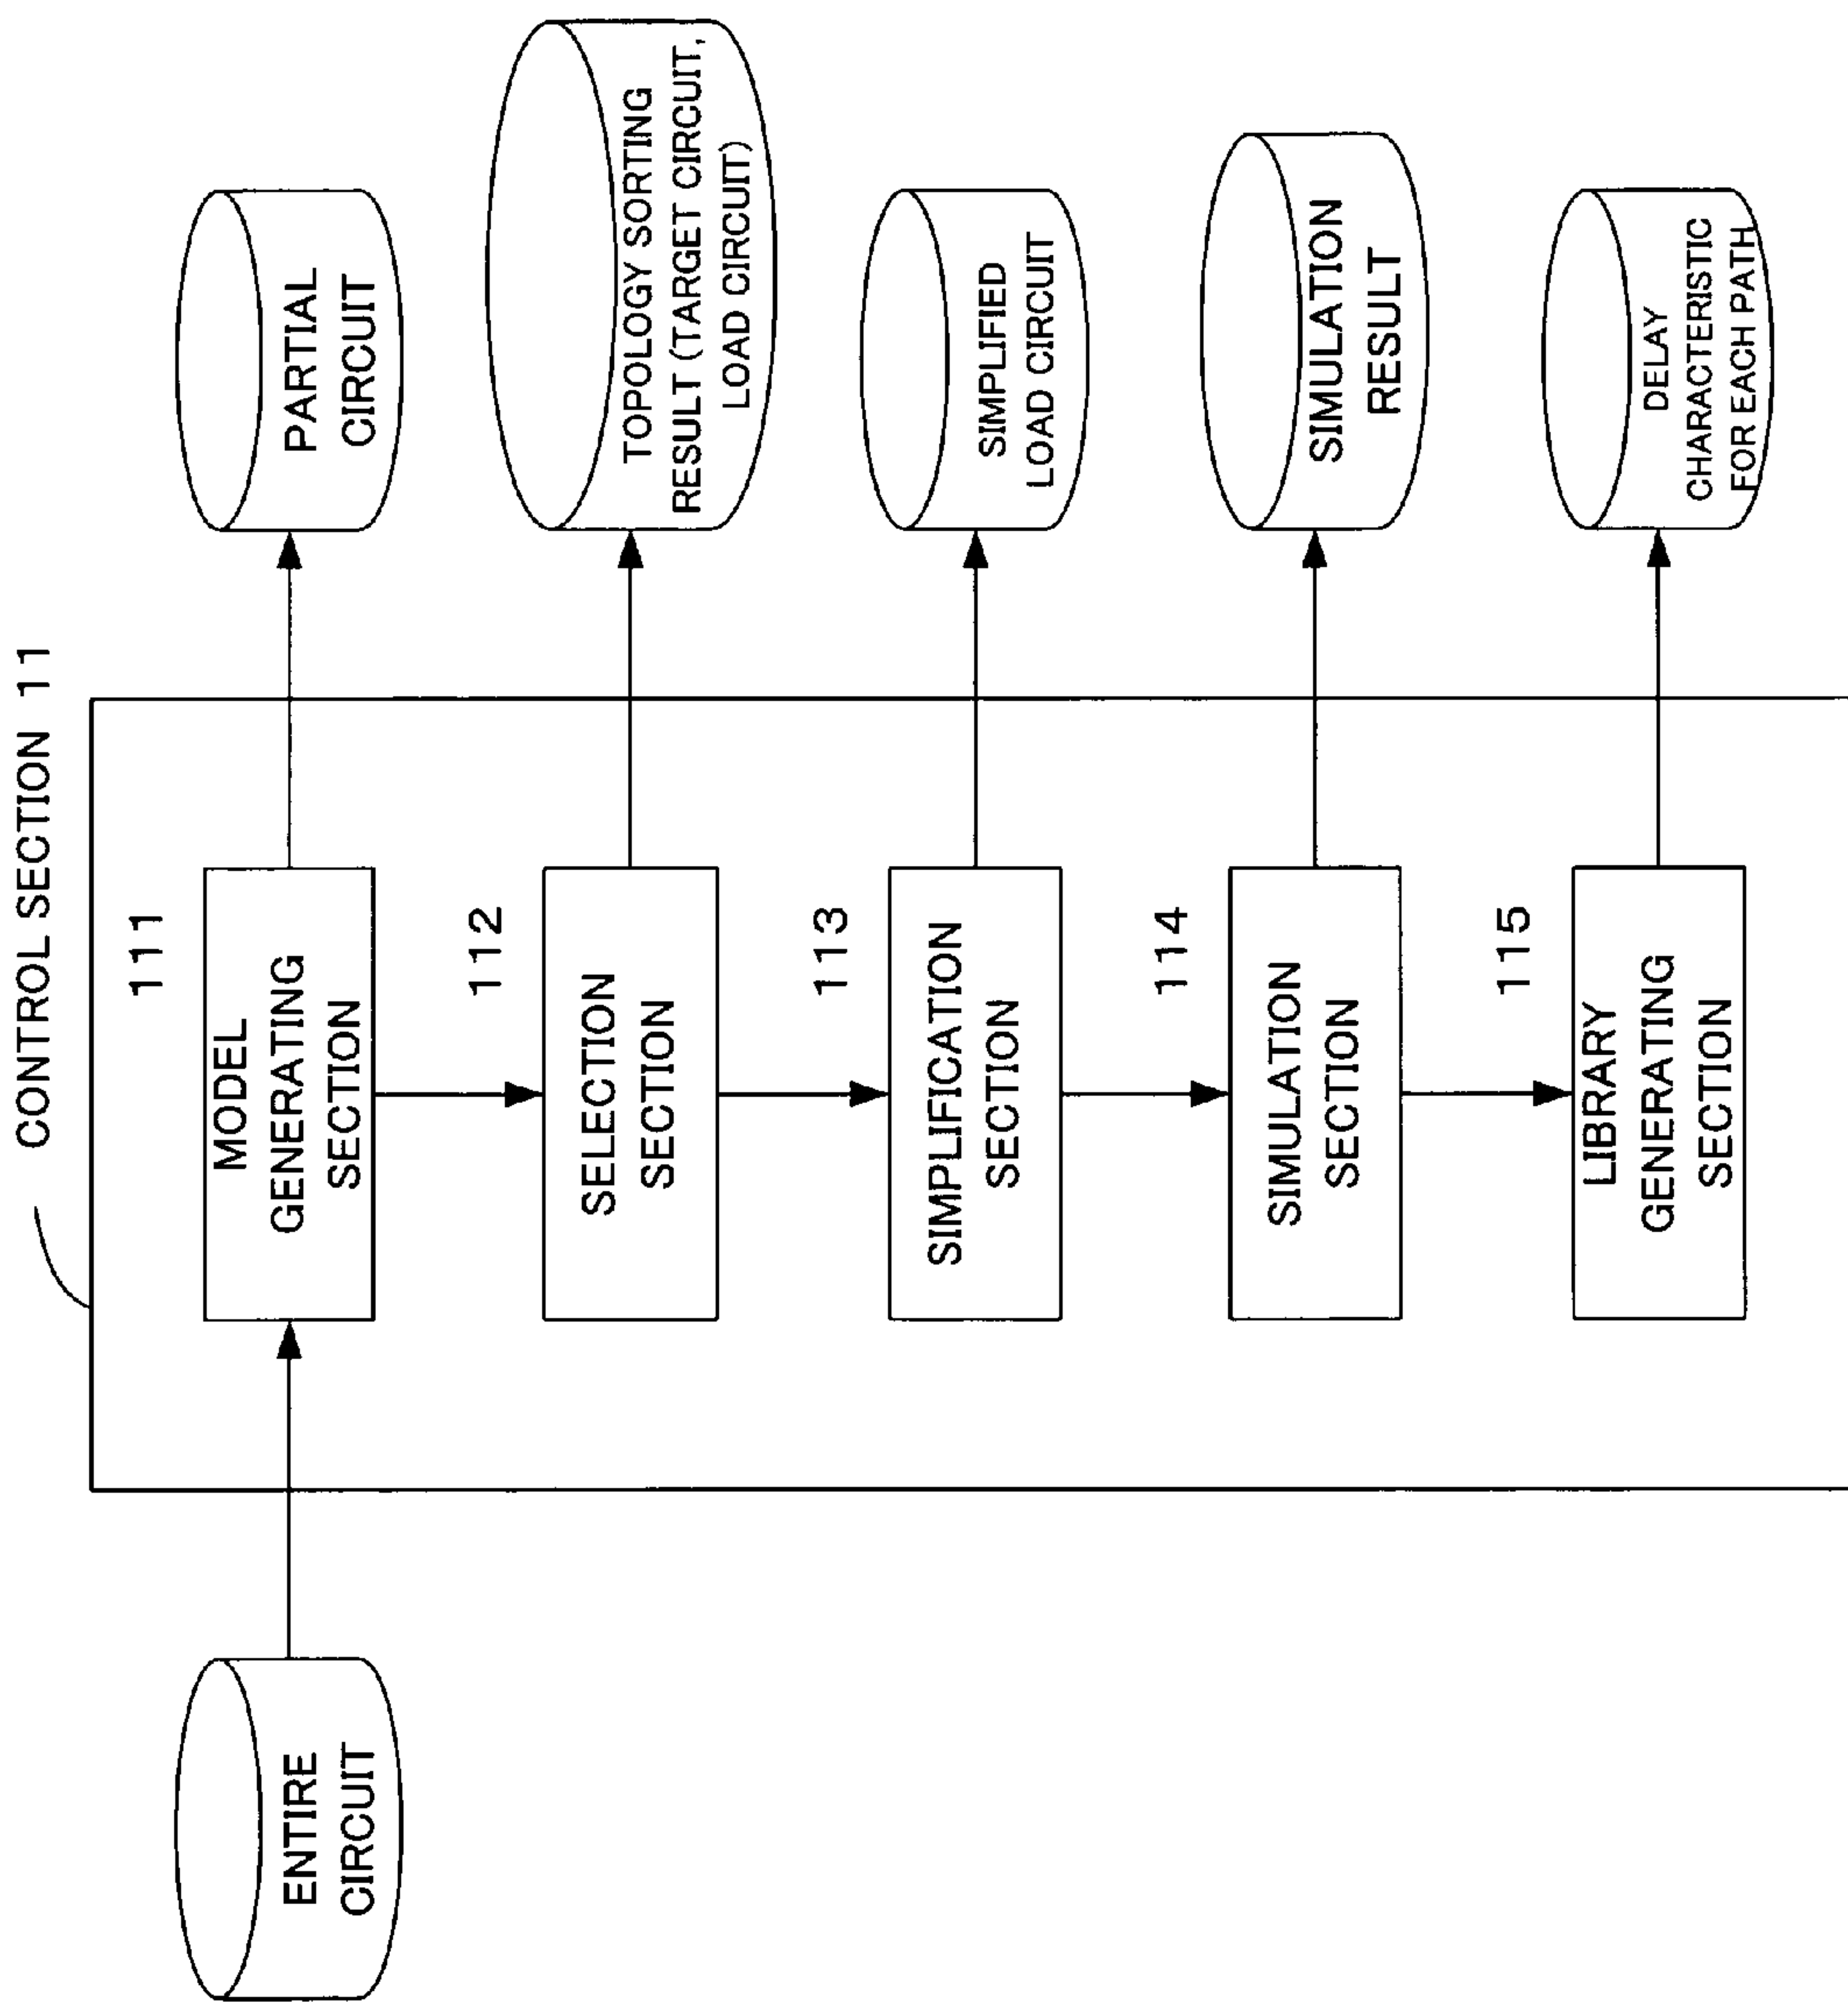 CONTROL SECTION 11
ENTIRE
CIRCUIT
111
MODEL
GENERATING
SECTION
PARTIAL
CIRCUIT
112
SELECTION
SECTION
TOPOLOGY SORTING
RESULT (TARGET CIRCUIT,
LOAD CIRCUIT)
113
SIMPLIFICATION
SECTION
SIMPLIFIED
LOAD CIRCUIT
114
SIMULATION
SECTION
SIMULATION
RESULT
115
LIBRARY
GENERATING
SECTION
DELAY
CHARACTERISTIC
FOR EACH PATH